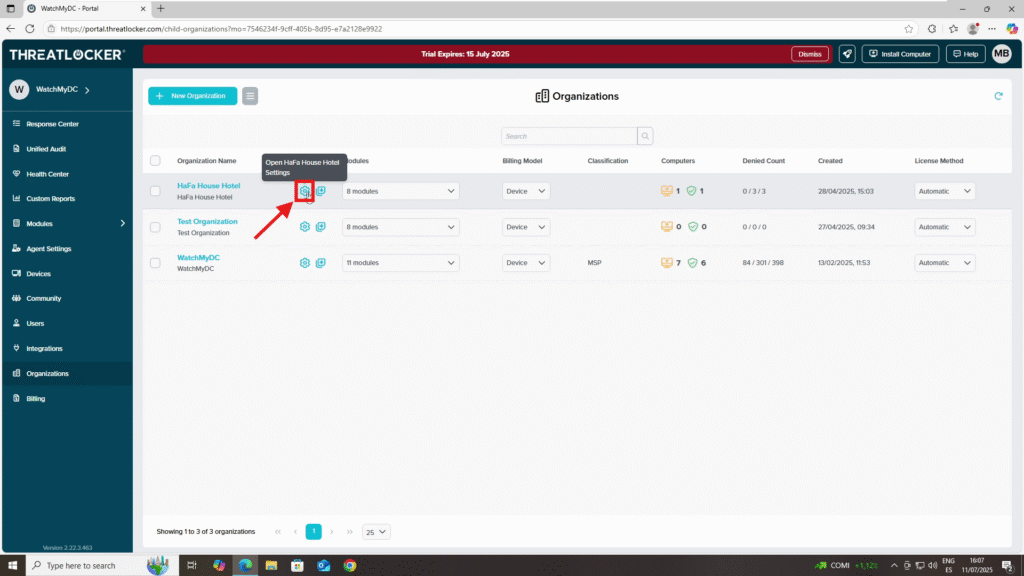 WatchMyDC - Portal
https://portal.threatlocker.com/child-organizations?mo=7546234f-9cff-405b-8d95-e7a2128e9922
THREATLOCKER
Trial Expires: 15 July 2025
Dismiss
Install Computer
Help
MB
W
WatchMyDC
Response Center
Unified Audit
Health Center
Custom Reports
Modules
Agent Settings
Devices
Community
Users
Integrations
Organizations
Billing
Version 2.22.3.463
New Organization
Organizations
Search
Organization Name
Modules
Billing Model
Classification
Computers
Denied Count
Created
License Method
Open HaFa House Hotel
Settings
HaFa House Hotel
HaFa House Hotel
8 modules
Device
1
1
0 / 3 / 3
28/04/2025, 15:03
Automatic
Test Organization
Test Organization
8 modules
Device
0
0
0 / 0 / 0
27/04/2025, 09:34
Automatic
WatchMyDC
WatchMyDC
11 modules
Device
MSP
7
6
84 / 301 / 398
13/02/2025, 11:53
Automatic
Showing 1 to 3 of 3 organizations
1
25
Type here to search
COMI +1,12%
ENG
ES
16:07
11/07/2025
2